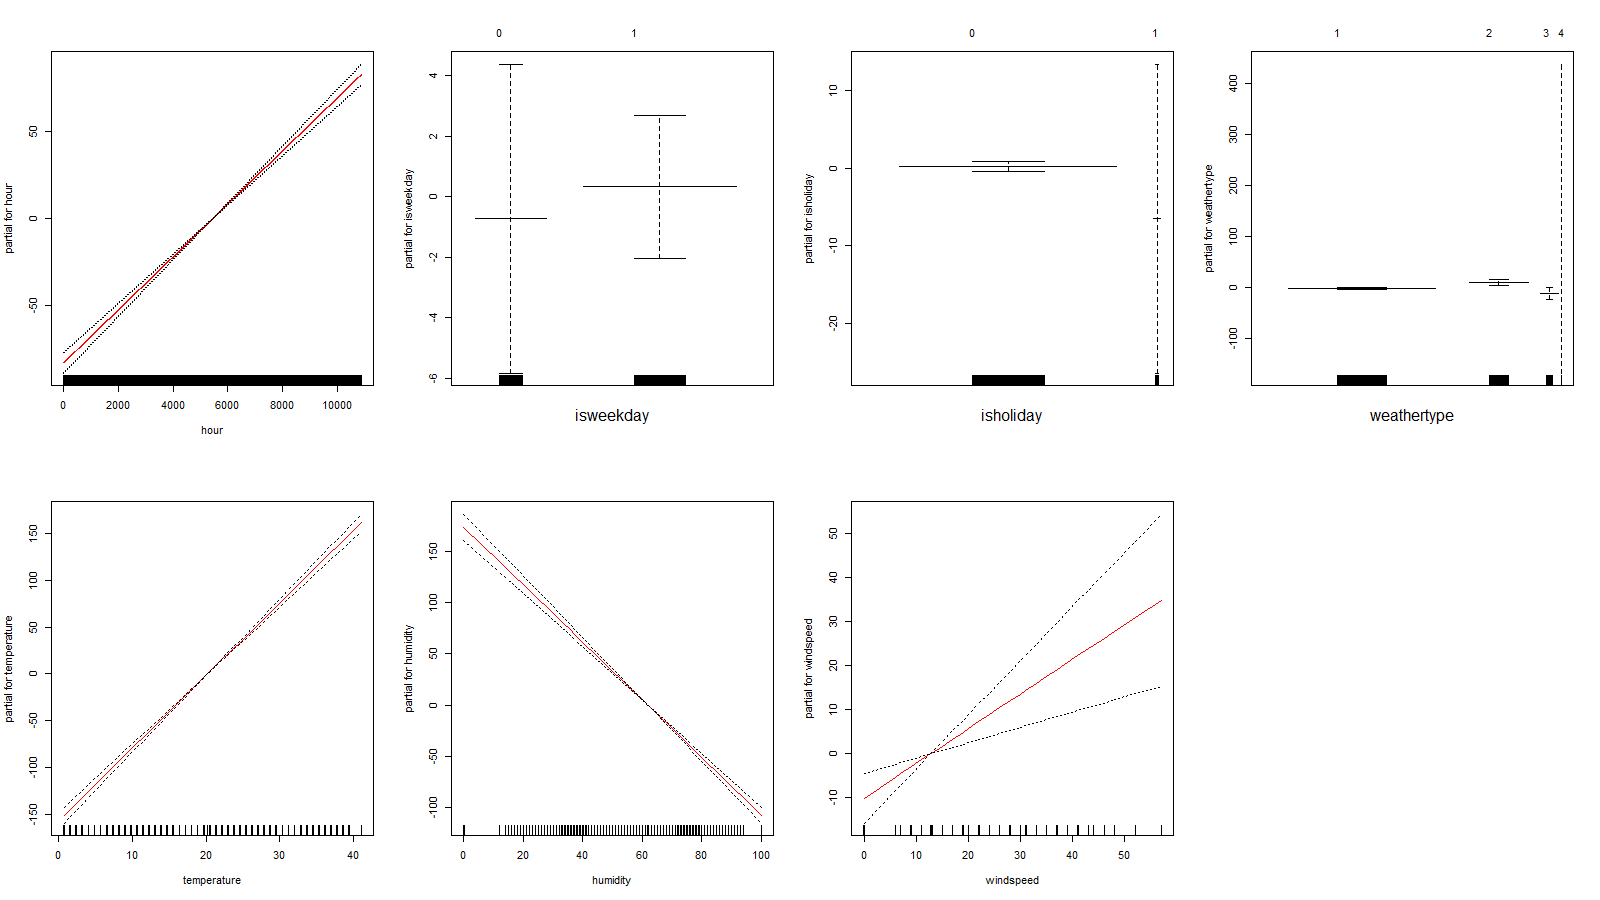 0 1
0 1
1 2 3 4
partial for hour
50
0
-50
0 2000 4000 6000 8000 10000
hour
partial for isweekday
4
2
0
-2
-4
-6
isweekday
partial for isholiday
10
0
-10
-20
isholiday
partial for weathertype
400
300
200
100
0
-100
weathertype
partial for temperature
150
100
50
0
-50
-100
-150
0 10 20 30 40
temperature
partial for humidity
150
100
50
0
-50
-100
0 20 40 60 80 100
humidity
partial for windspeed
50
40
30
20
10
0
-10
0 10 20 30 40 50
windspeed